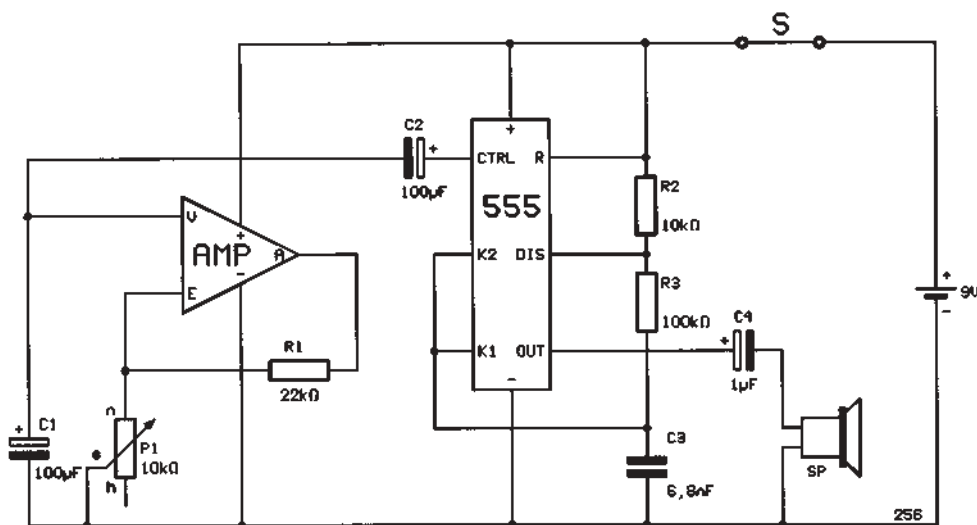 S
C2
+
100µF
+
CTRL
R
555
R2
10kΩ
V
+
AMP
A
-
E
K2
DIS
R3
100kΩ
+
9V
-
C4
+
1µF
R1
22kΩ
K1
OUT
-
n
C1
+
100µF
e
P1
10kΩ
h
C3
6,8nF
SP
256